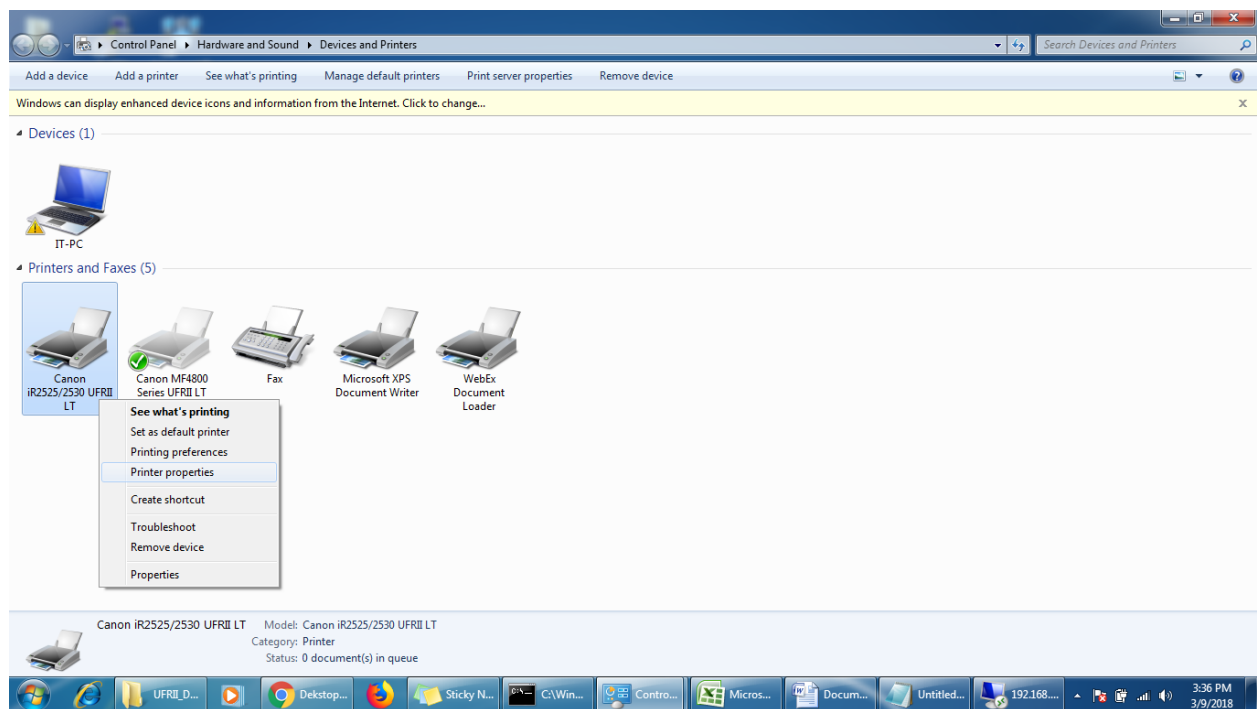 Control Panel ▸ Hardware and Sound ▸ Devices and Printers
Search Devices and Printers
Add a device Add a printer See what's printing Manage default printers Print server properties Remove device
Windows can display enhanced device icons and information from the Internet. Click to change...
Devices (1)
IT-PC
Printers and Faxes (5)
Canon
iR2525/2530 UFRII
LT
Canon MF4800
Series UFRII LT
Fax
Microsoft XPS
Document Writer
WebEx
Document
Loader
See what's printing
Set as default printer
Printing preferences
Printer properties
Create shortcut
Troubleshoot
Remove device
Properties
Canon iR2525/2530 UFRII LT
Model: Canon iR2525/2530 UFRII LT
Category: Printer
Status: 0 document(s) in queue
UFRII_D... Dekstop... Sticky N... C:\Win... Contro... Micros... Docum... Untitled... 192.168....
3:36 PM
3/9/2018